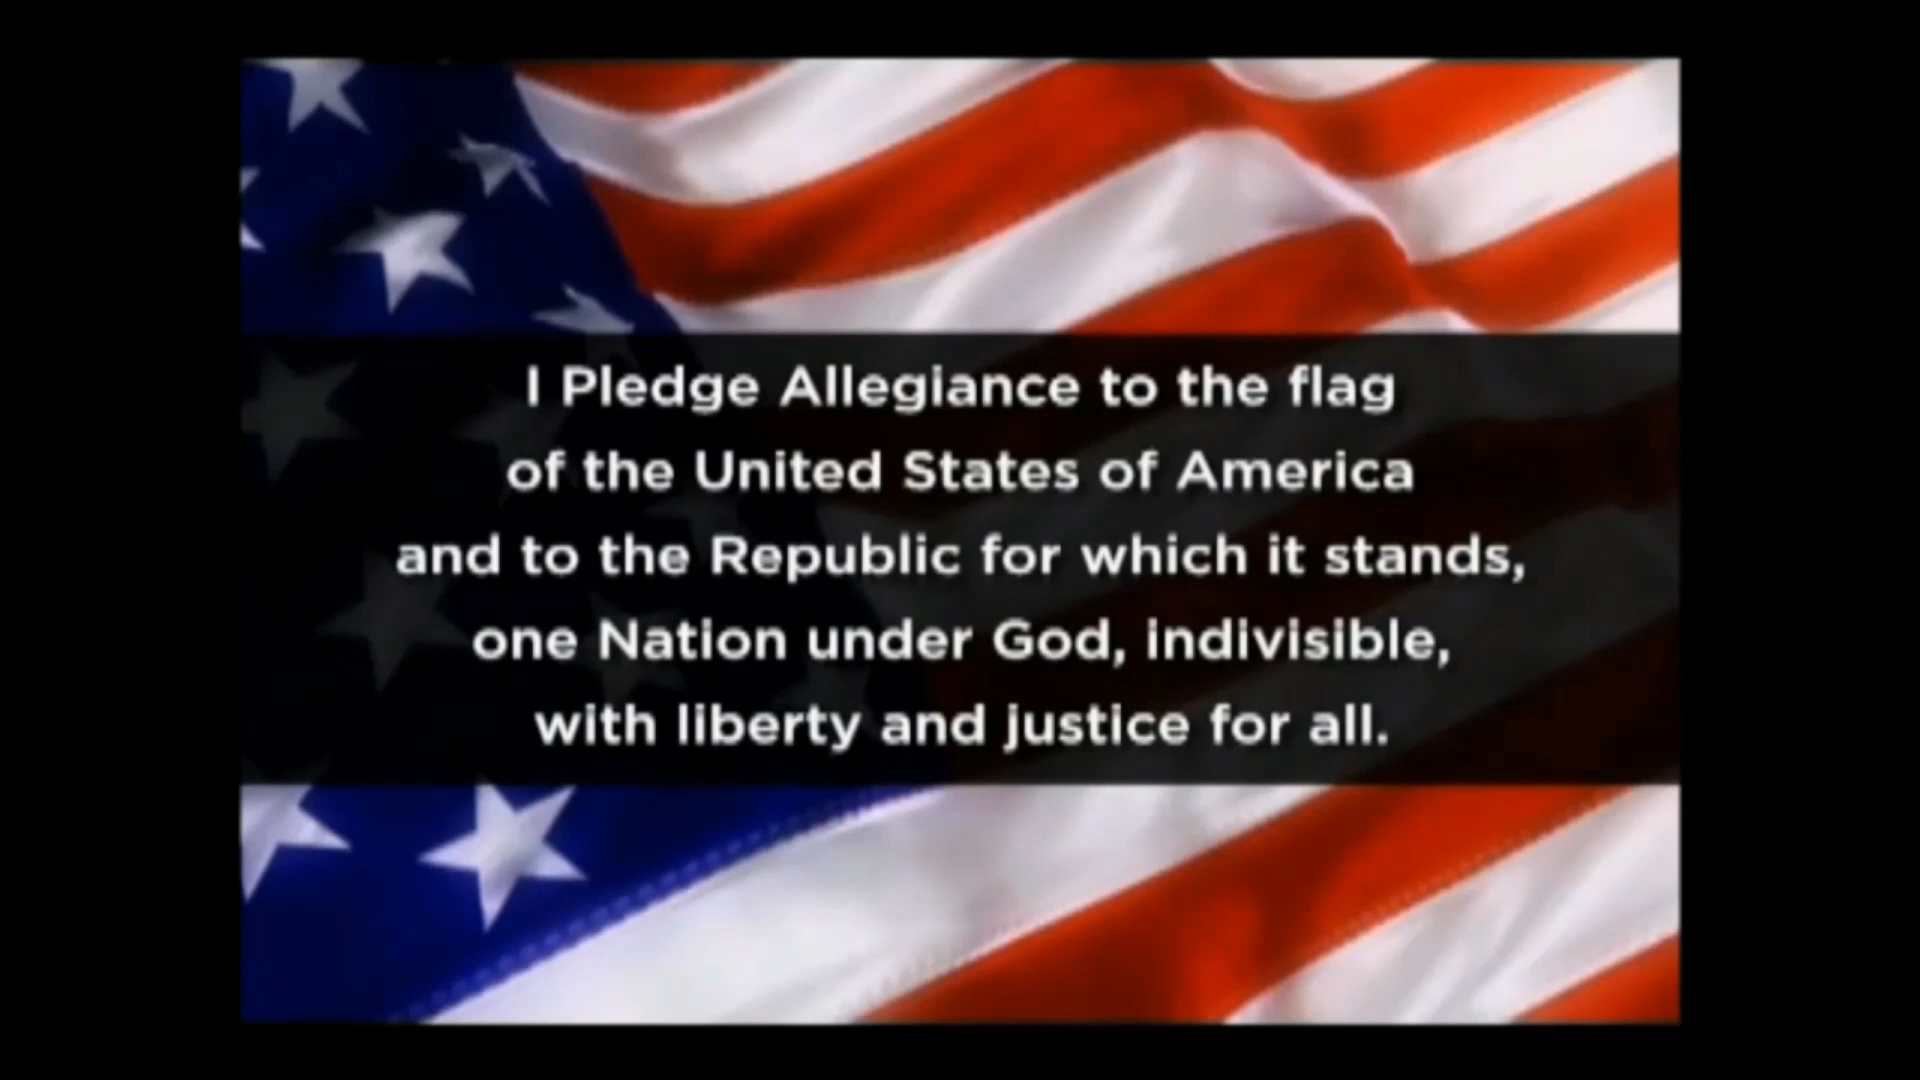 I Pledge Allegiance to the flag
of the United States of America
and to the Republic for which it stands,
one Nation under God, indivisible,
with liberty and justice for all.